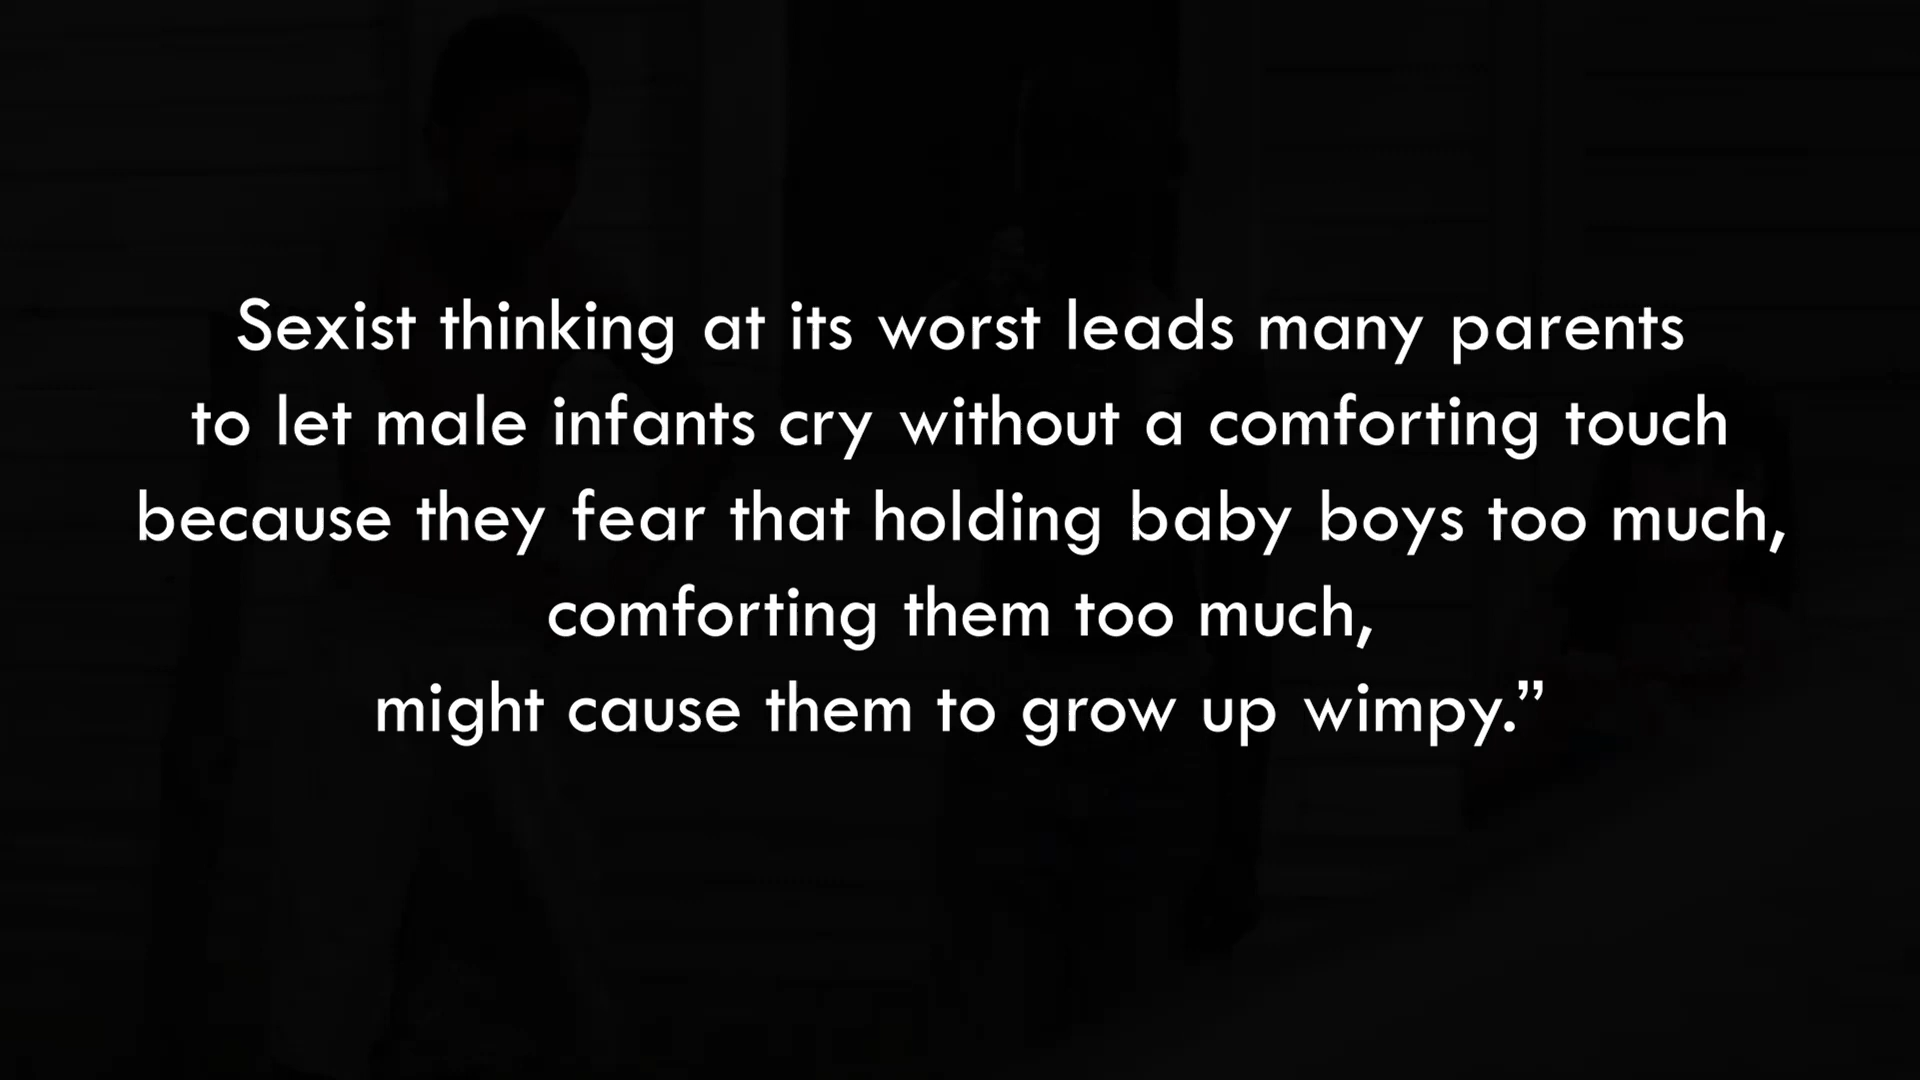 Sexist thinking at its worst leads many parents
to let male infants cry without a comforting touch
because they fear that holding baby boys too much,
comforting them too much,
might cause them to grow up wimpy.”